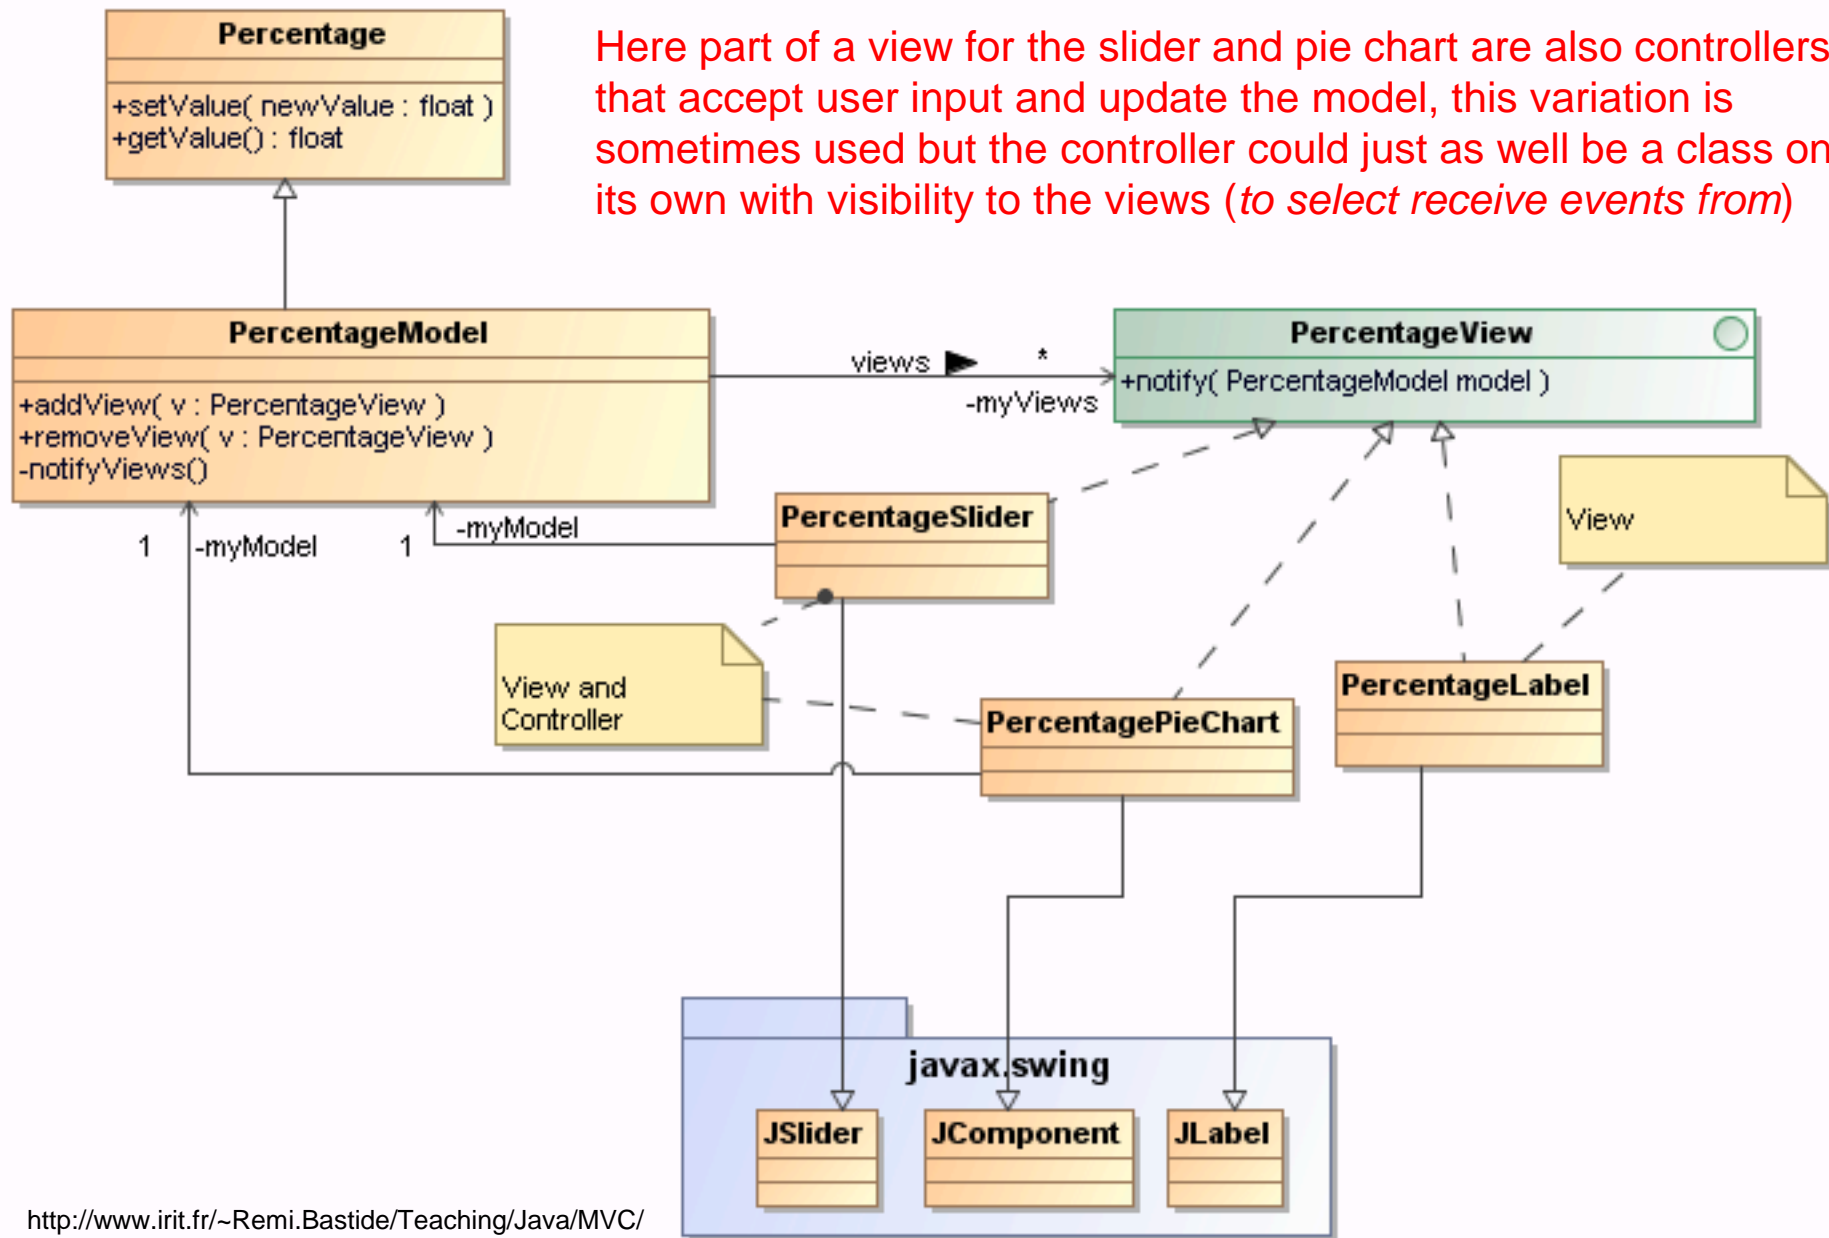 Percentage
+setValue( newValue : float )
+getValue() : float
Here part of a view for the slider and pie chart are also controllers
that accept user input and update the model, this variation is
sometimes used but the controller could just as well be a class on
its own with visibility to the views (to select receive events from)
PercentageModel
+addView( v : PercentageView )
+removeView( v : PercentageView )
-notifyViews()
views
*
-myViews
PercentageView
+notify( PercentageModel model )
1
-myModel
1
-myModel
PercentageSlider
View
View and
Controller
PercentagePieChart
PercentageLabel
javax.swing
JSlider
JComponent
JLabel
http://www.irit.fr/~Remi.Bastide/Teaching/Java/MVC/